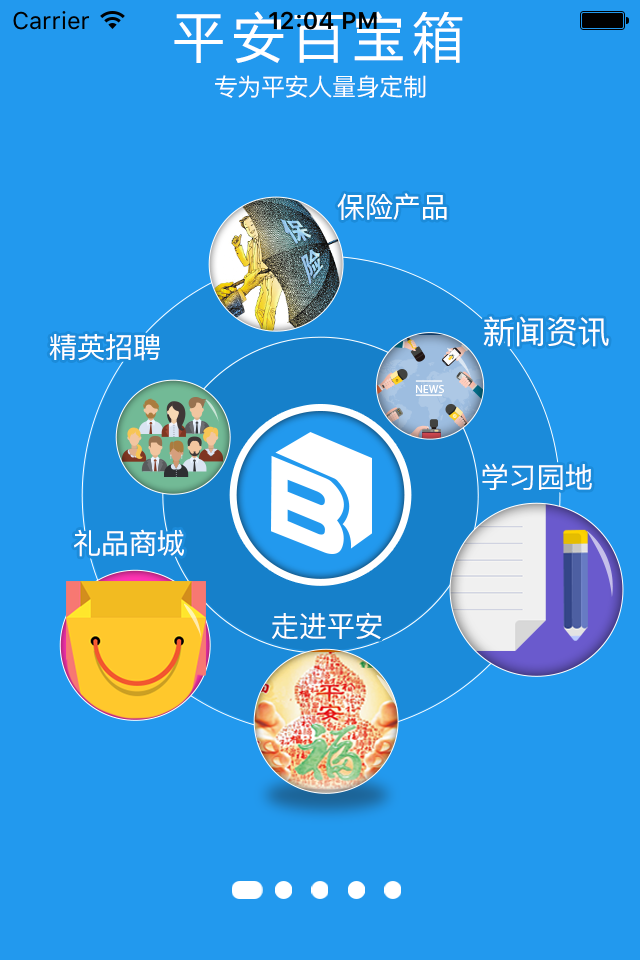 Carrier 12:04 PM
平安百宝箱
专为平安人量身定制
保险产品
保险
新闻资讯
NEWS
精英招聘
学习园地
礼品商城
走进平安
平安
福
B